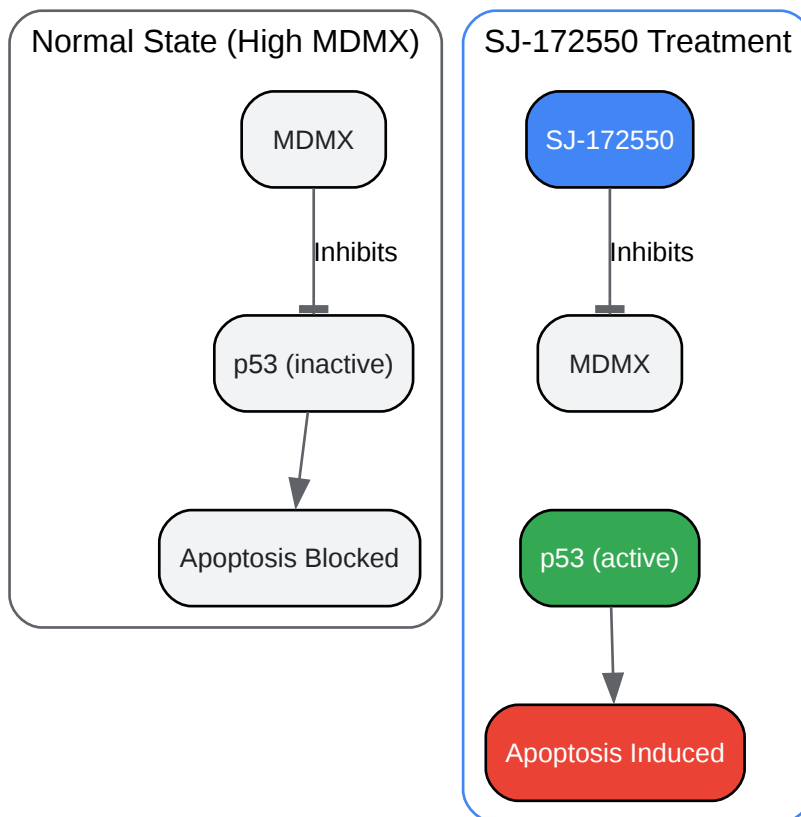 Normal State (High MDMX)
MDMX
Inhibits
p53 (inactive)
Apoptosis Blocked
SJ-172550 Treatment
SJ-172550
Inhibits
MDMX
p53 (active)
Apoptosis Induced